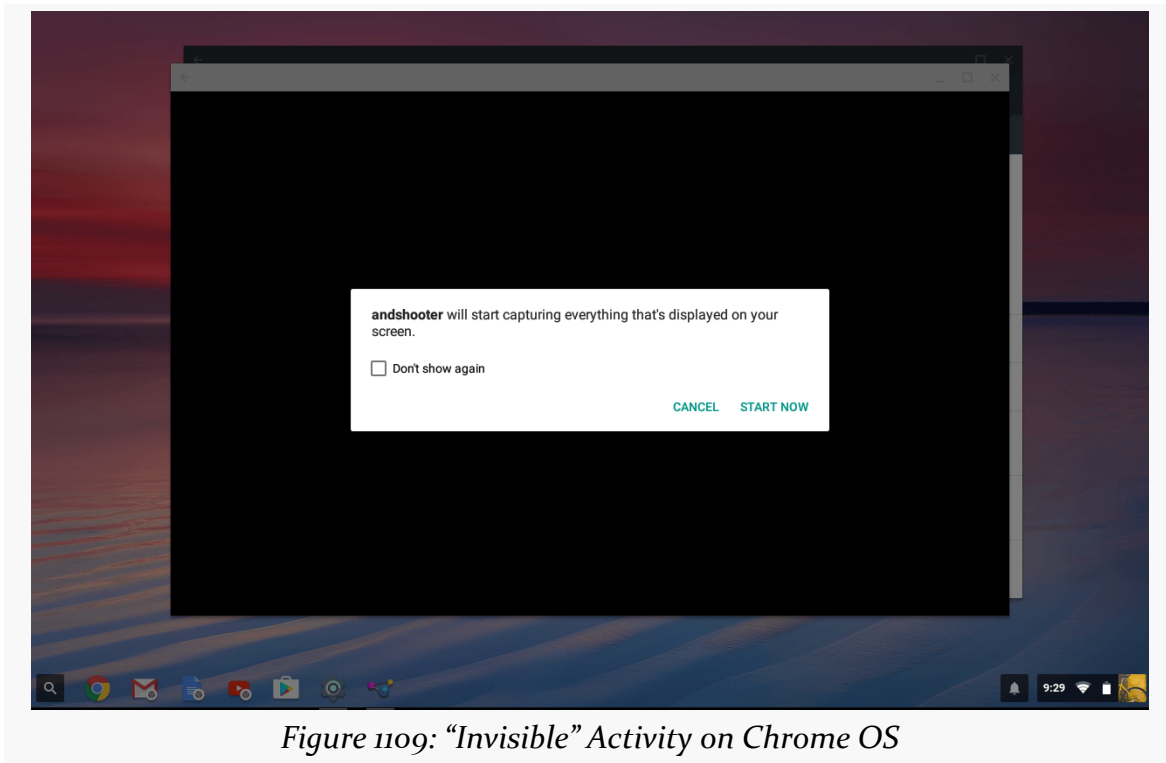 andshooter will start capturing everything that's displayed on your
screen.
Don't show again
CANCEL START NOW
9:29
Figure 1109: “Invisible” Activity on Chrome OS